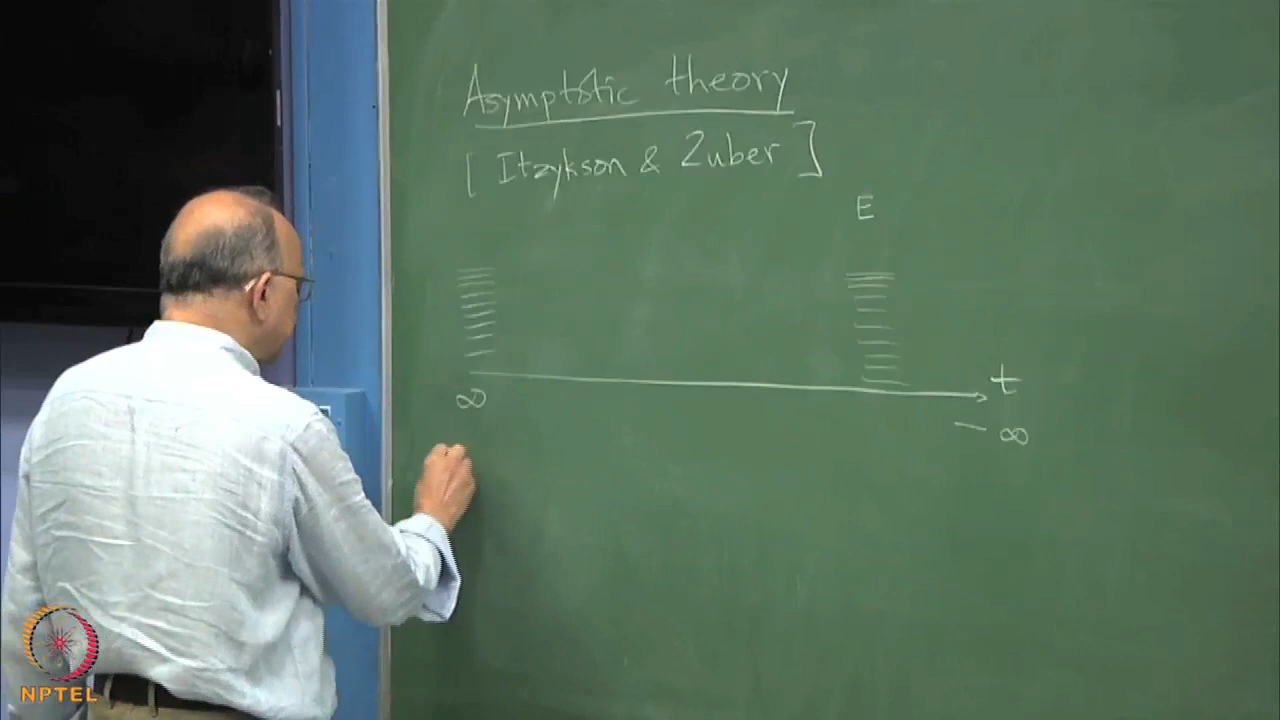 Asymptotic theory
[ Itzykson & Zuber ]
E
t
∞
— ∞
NPTEL